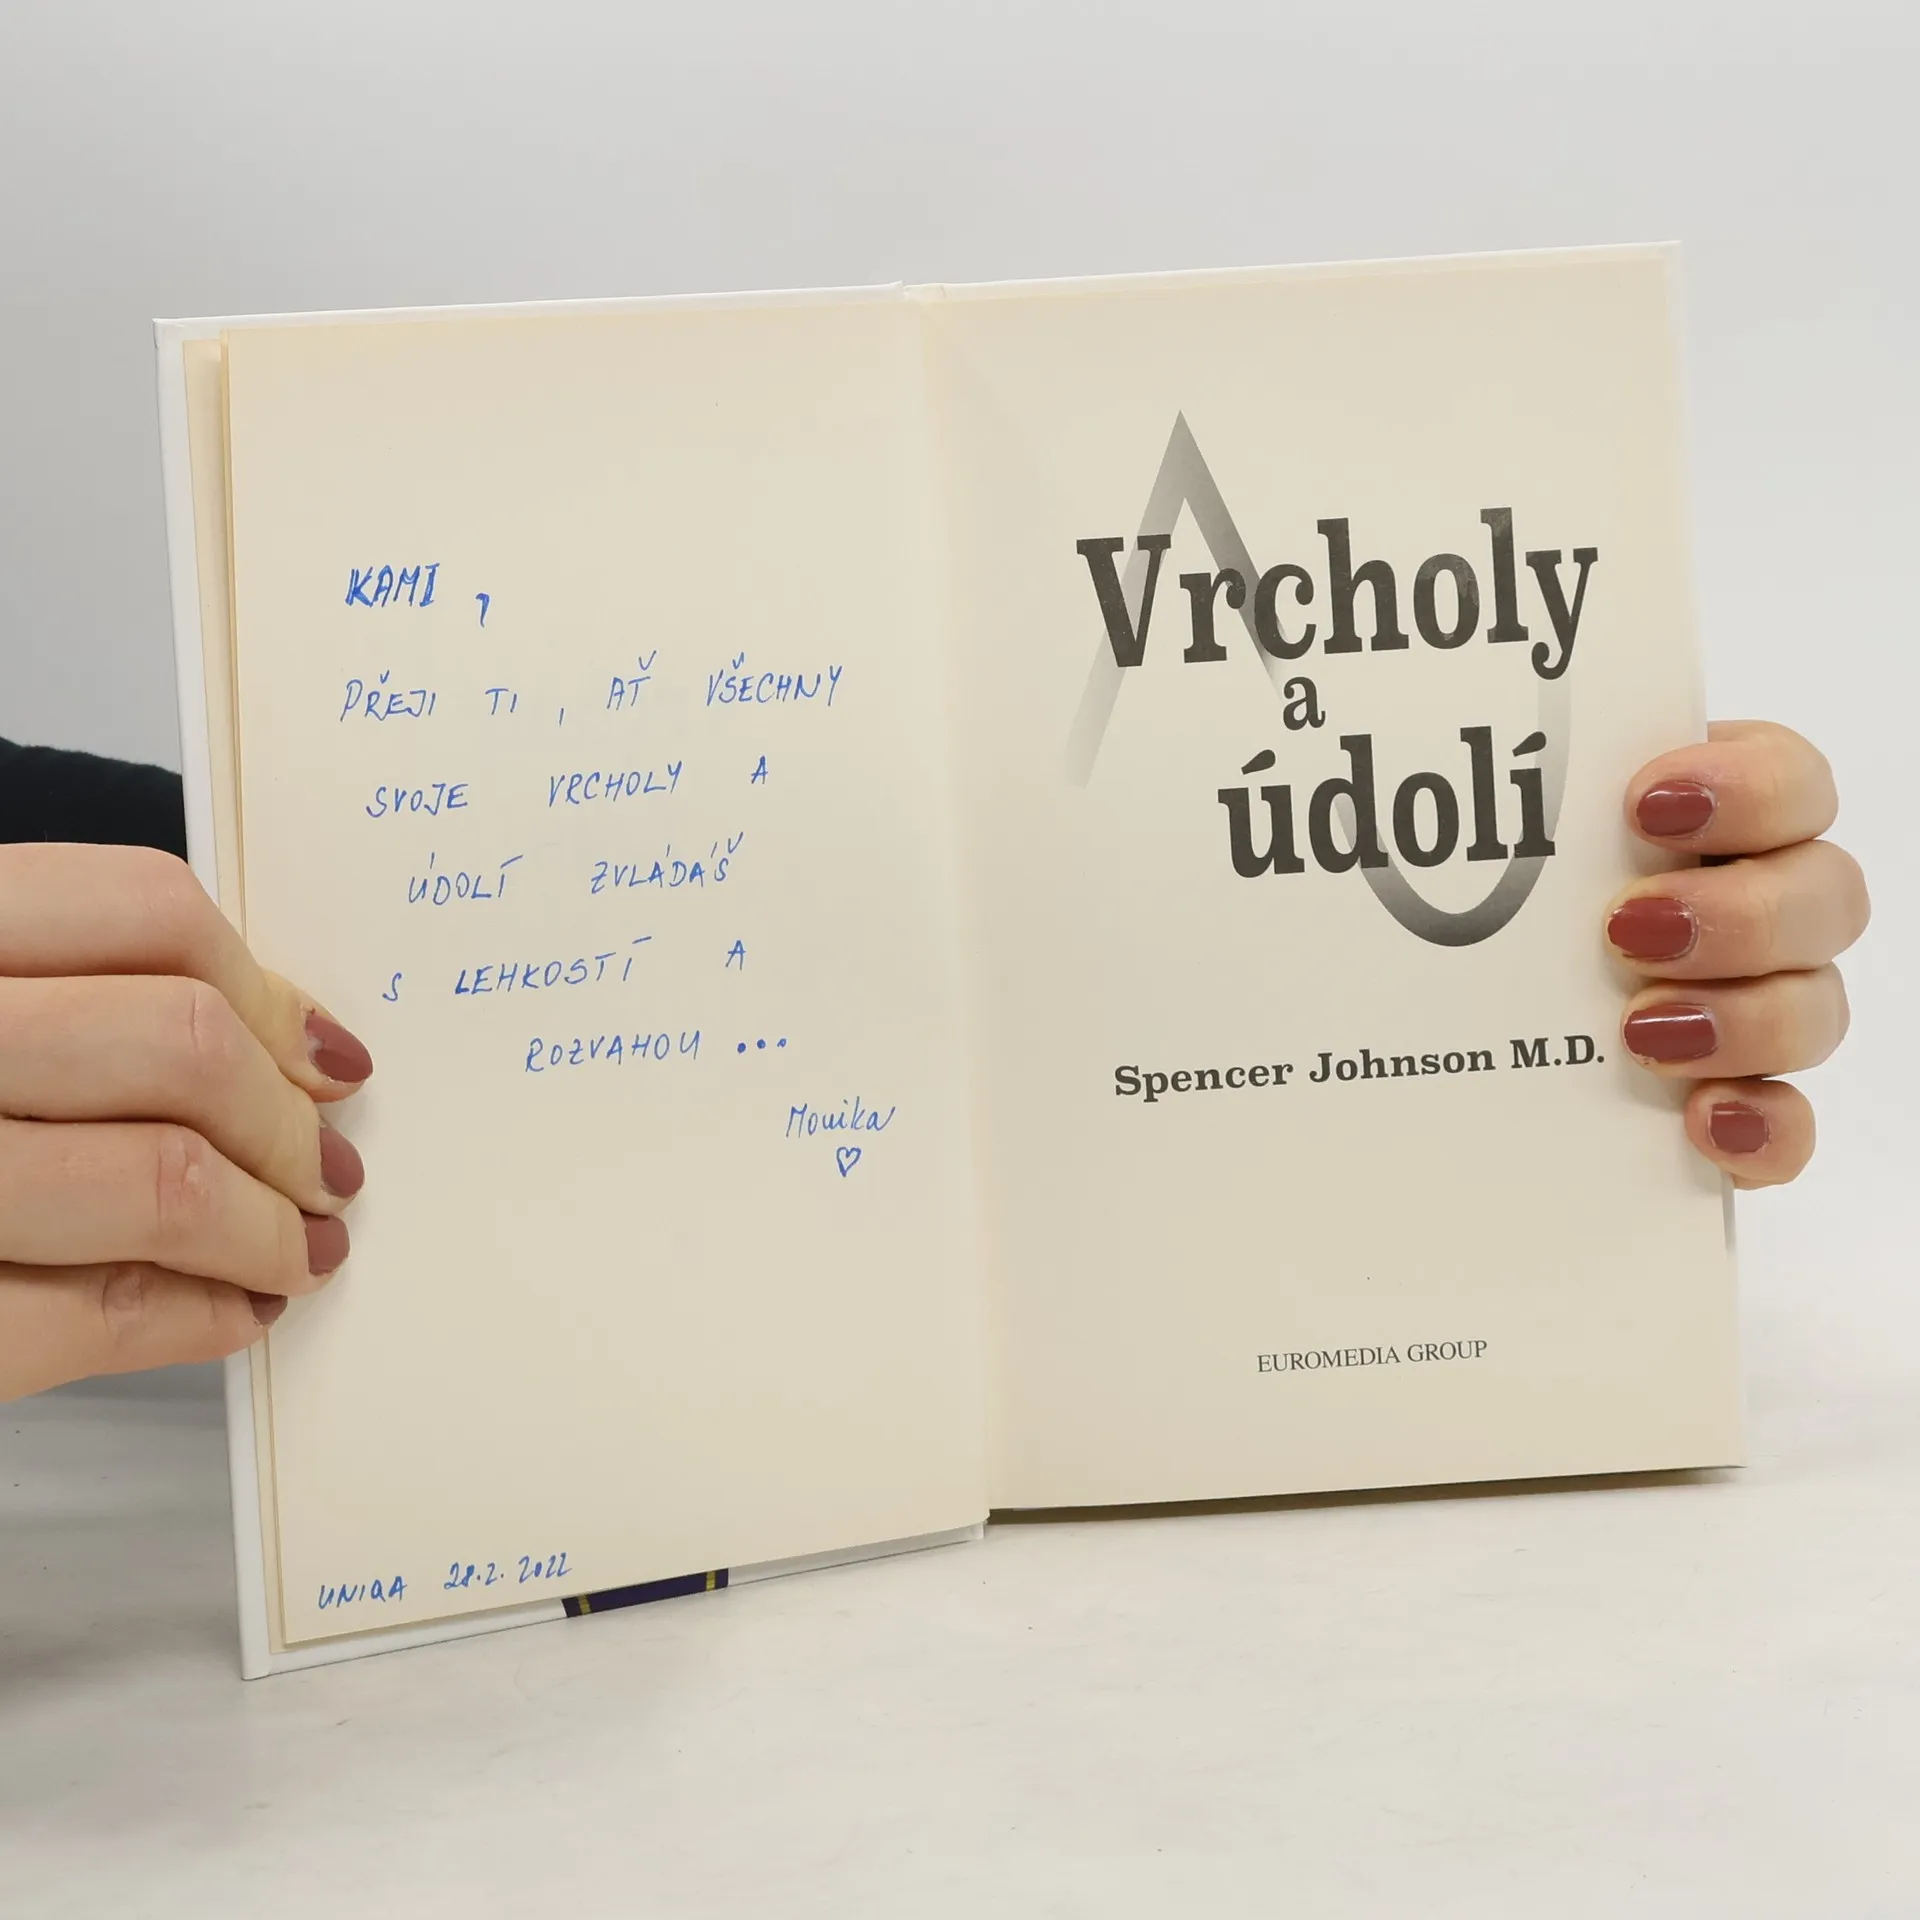 KAMI,
PŘEJI TI, AŤ VŠECHNY
SVOJE VRCHOLY A
ÚDOLÍ ZVLÁDÁŠ
S LEHKOSTÍ A
ROZVAHOU ...
Monika
♡
UNIQA 28.2.2022
Vrcholy
a
údolí
Spencer Johnson M.D.
EUROMEDIA GROUP